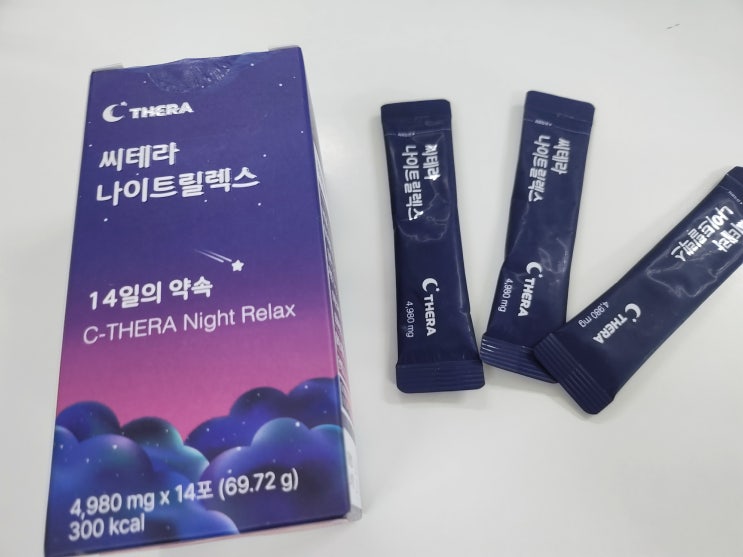 THERA
씨테라
나이트릴렉스
14일의 약속
C-THERA Night Relax
4,980 mg x 14포 (69.72 g)
300 kcal
씨테라
나이트릴렉스
THERA
4,980 mg
씨테라
나이트릴렉스
THERA
4,980 mg
씨테라
나이트릴렉스
THERA
4,980 mg